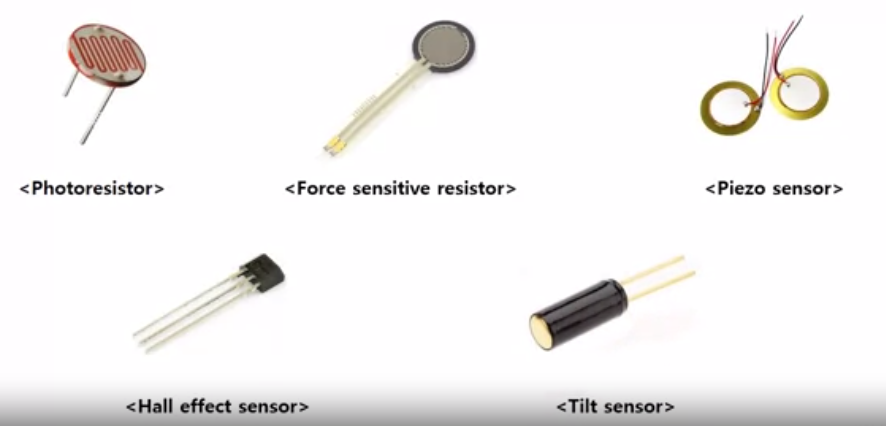 <Photoresistor>
<Force sensitive resistor>
<Piezo sensor>
<Hall effect sensor>
<Tilt sensor>